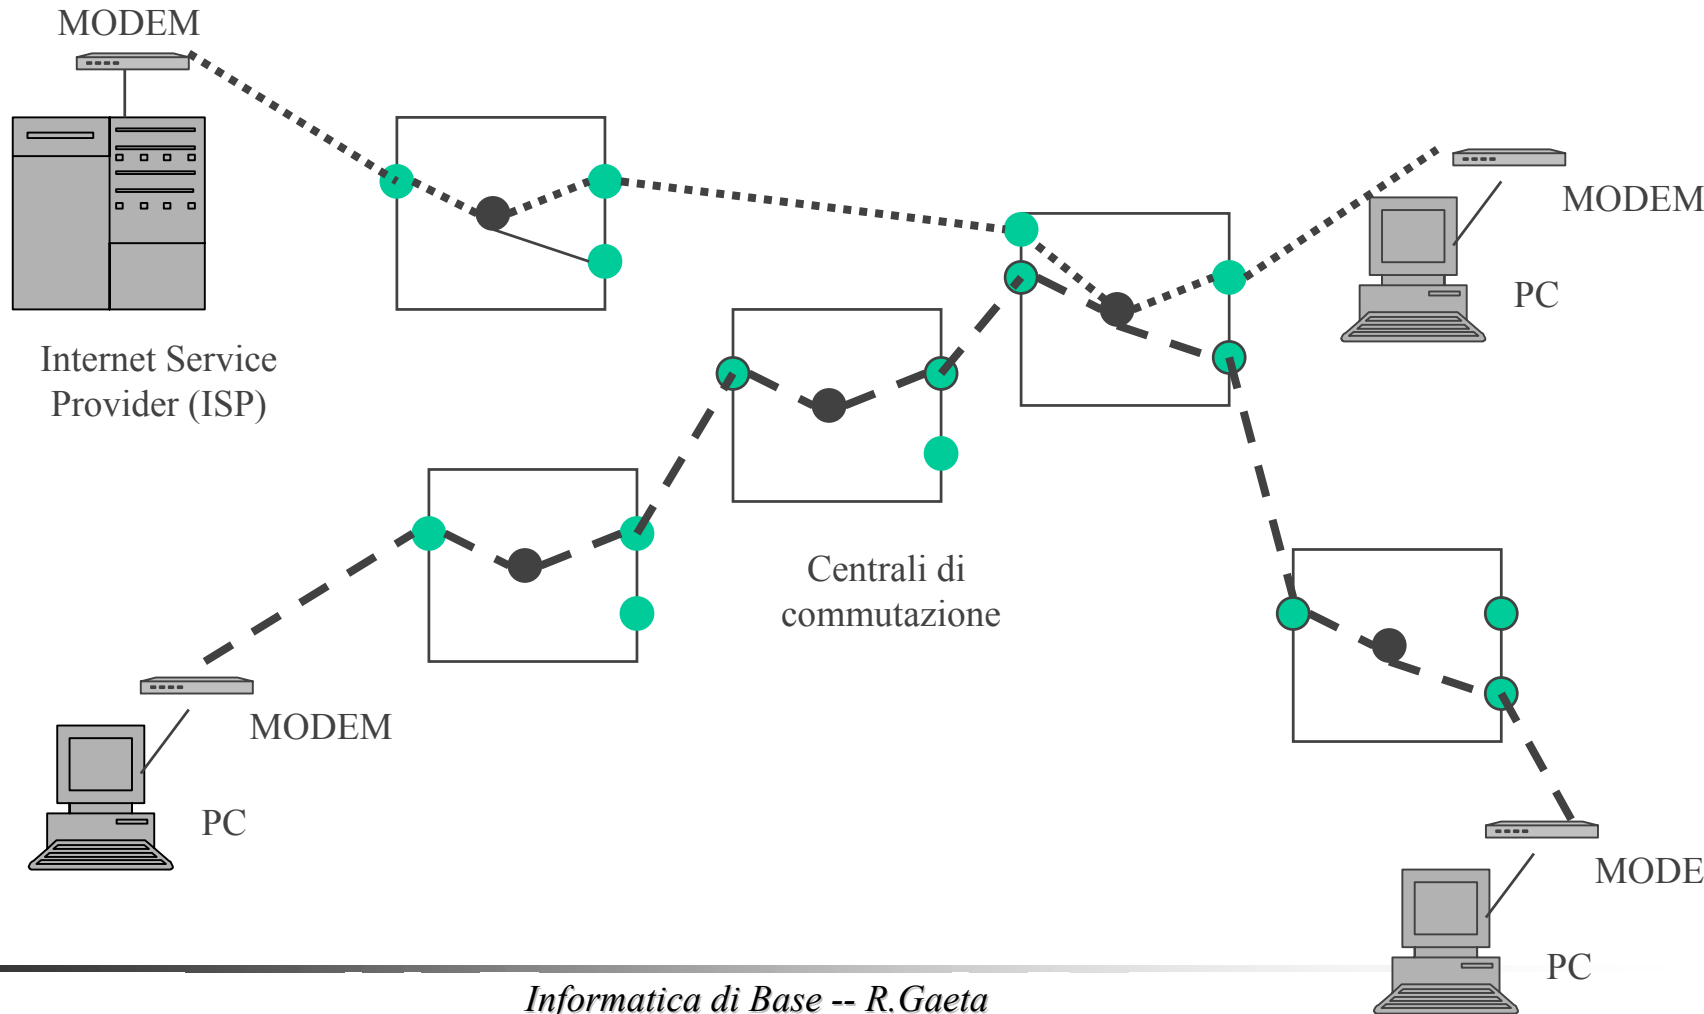 MODEM
MODEM
PC
Internet Service
Provider (ISP)
Centrali di
commutazione
MODEM
PC
MODE
PC
Informatica di Base -- R.Gaeta